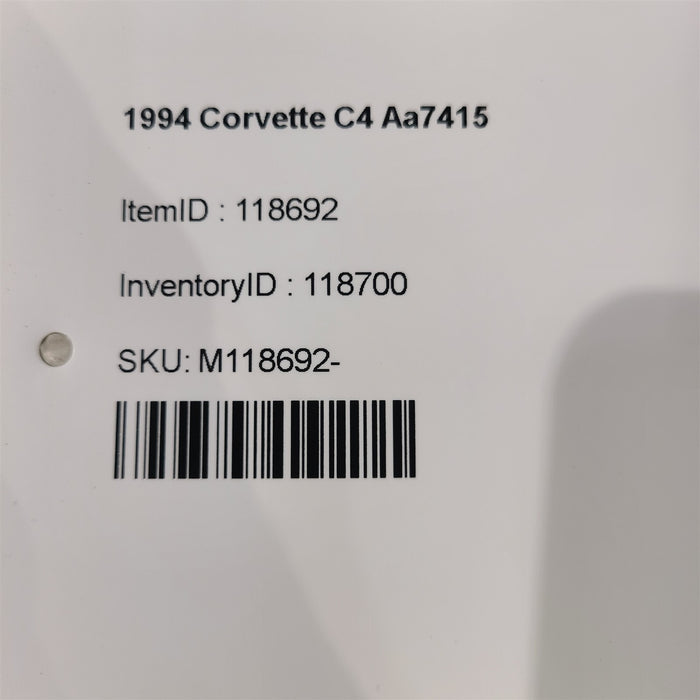 1994 Corvette C4 Aa7415
ItemID : 118692
InventoryID : 118700
SKU: M118692-